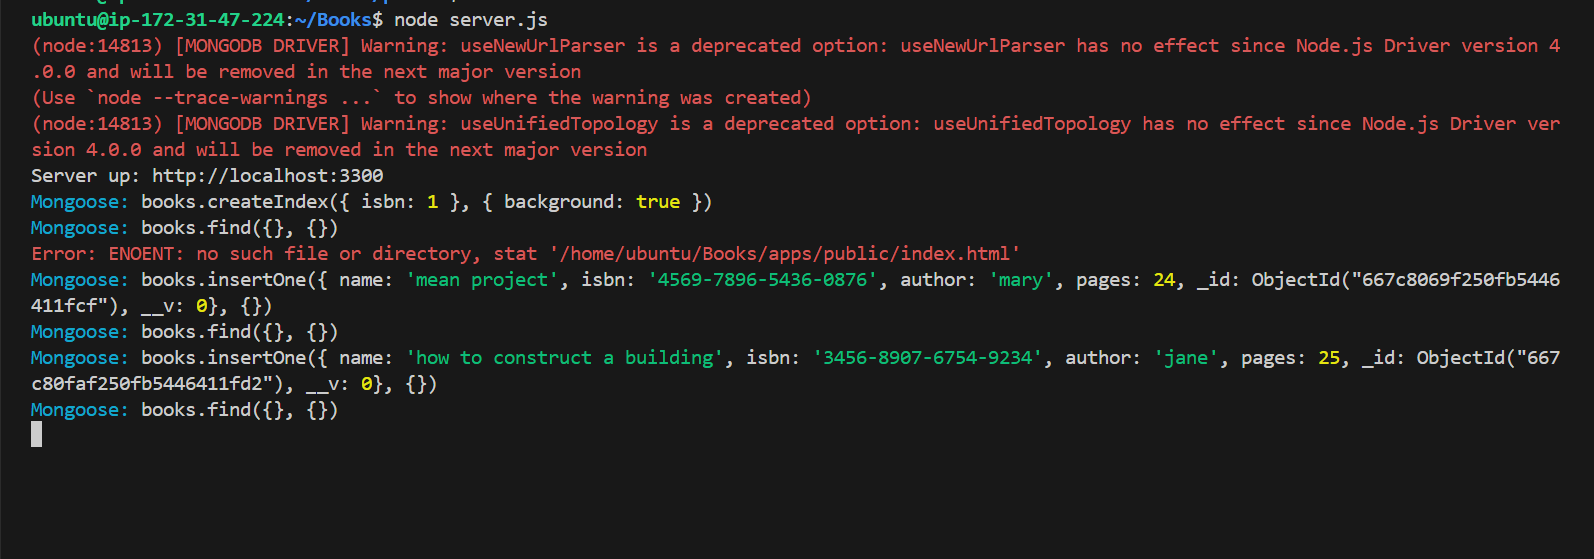 ubuntu@ip-172-31-47-224:~/Books$ node server.js
(node:14813) [MONGODB DRIVER] Warning: useNewUrlParser is a deprecated option: useNewUrlParser has no effect since Node.js Driver version 4
.0.0 and will be removed in the next major version
(Use `node --trace-warnings ...` to show where the warning was created)
(node:14813) [MONGODB DRIVER] Warning: useUnifiedTopology is a deprecated option: useUnifiedTopology has no effect since Node.js Driver ver
sion 4.0.0 and will be removed in the next major version
Server up: http://localhost:3300
Mongoose: books.createIndex({ isbn: 1 }, { background: true })
Mongoose: books.find({}, {})
Error: ENOENT: no such file or directory, stat '/home/ubuntu/Books/apps/public/index.html'
Mongoose: books.insertOne({ name: 'mean project', isbn: '4569-7896-5436-0876', author: 'mary', pages: 24, _id: ObjectId("667c8069f250fb5446
411fcf"), __v: 0}, {})
Mongoose: books.find({}, {})
Mongoose: books.insertOne({ name: 'how to construct a building', isbn: '3456-8907-6754-9234', author: 'jane', pages: 25, _id: ObjectId("667
c80faf250fb5446411fd2"), __v: 0}, {})
Mongoose: books.find({}, {})